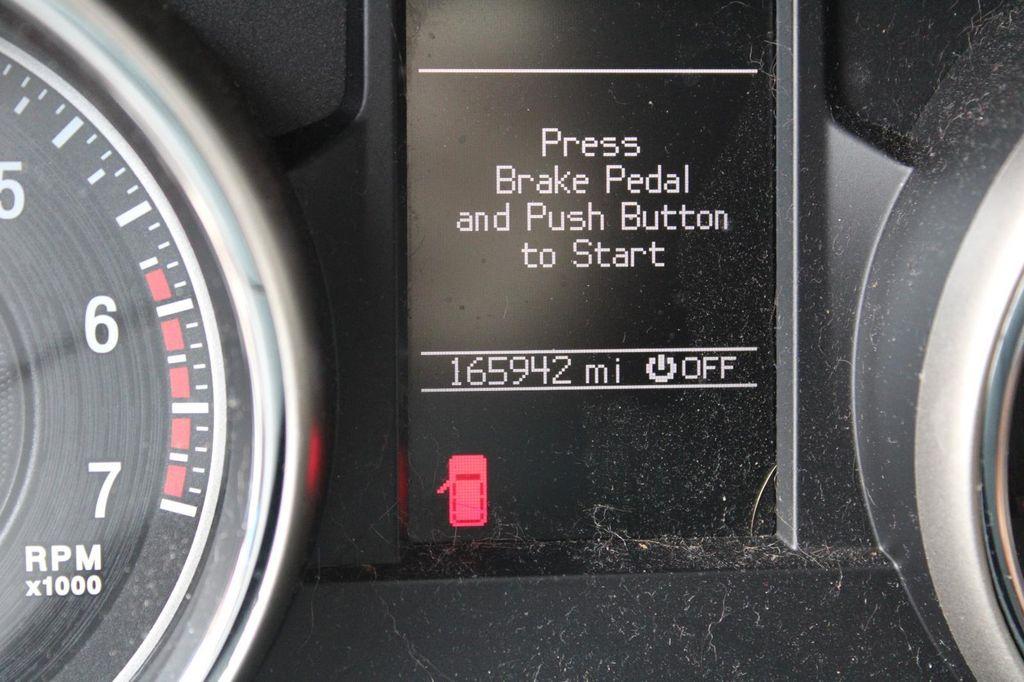 5
6
7
RPM
x1000
Press
Brake Pedal
and Push Button
to Start
165942 mi OFF